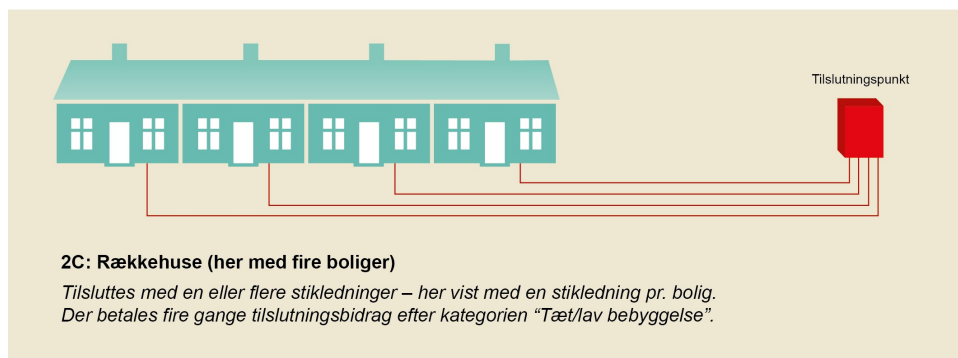 Tilslutningspunkt
2C: Rækkehuse (her med fire boliger)
Tilsluttes med en eller flere stikledninger – her vist med en stikledning pr. bolig.
Der betales fire gange tilslutningsbidrag efter kategorien “Tæt/lav bebyggelse”.